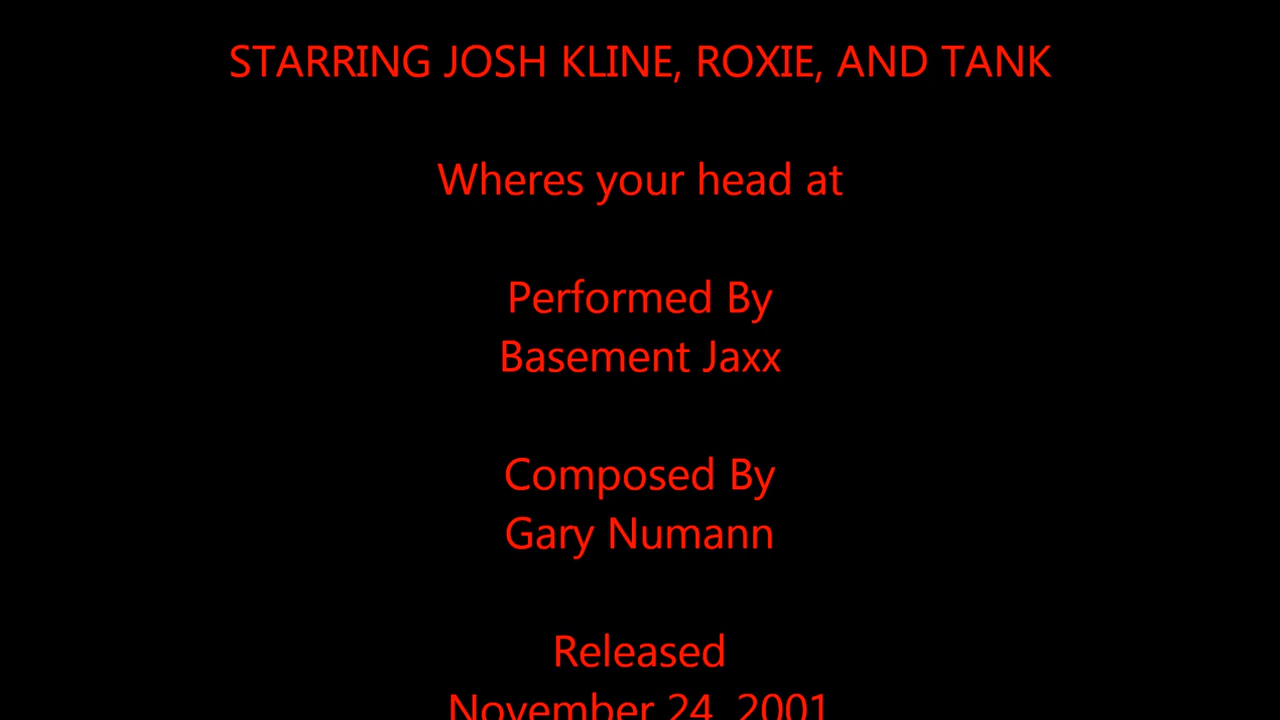 STARRING JOSH KLINE, ROXIE, AND TANK
Wheres your head at
Performed By
Basement Jaxx
Composed By
Gary Numann
Released
November 24, 2001